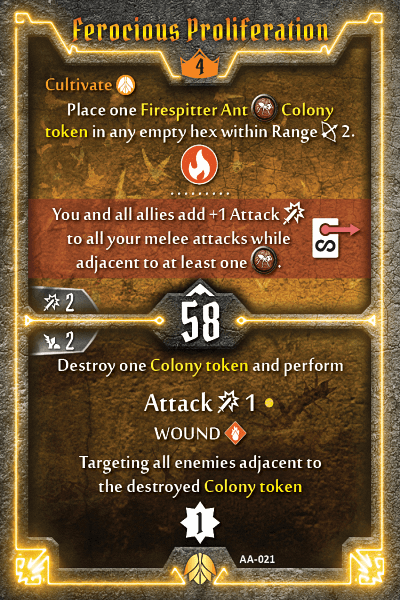 Ferocious Proliferation
4
Cultivate
Place one Firespitter Ant Colony
token in any empty hex within Range 2.
You and all allies add +1 Attack
to all your melee attacks while
adjacent to at least one .
2
58
2
Destroy one Colony token and perform
Attack 1
WOUND
Targeting all enemies adjacent to
the destroyed Colony token
1
AA-021